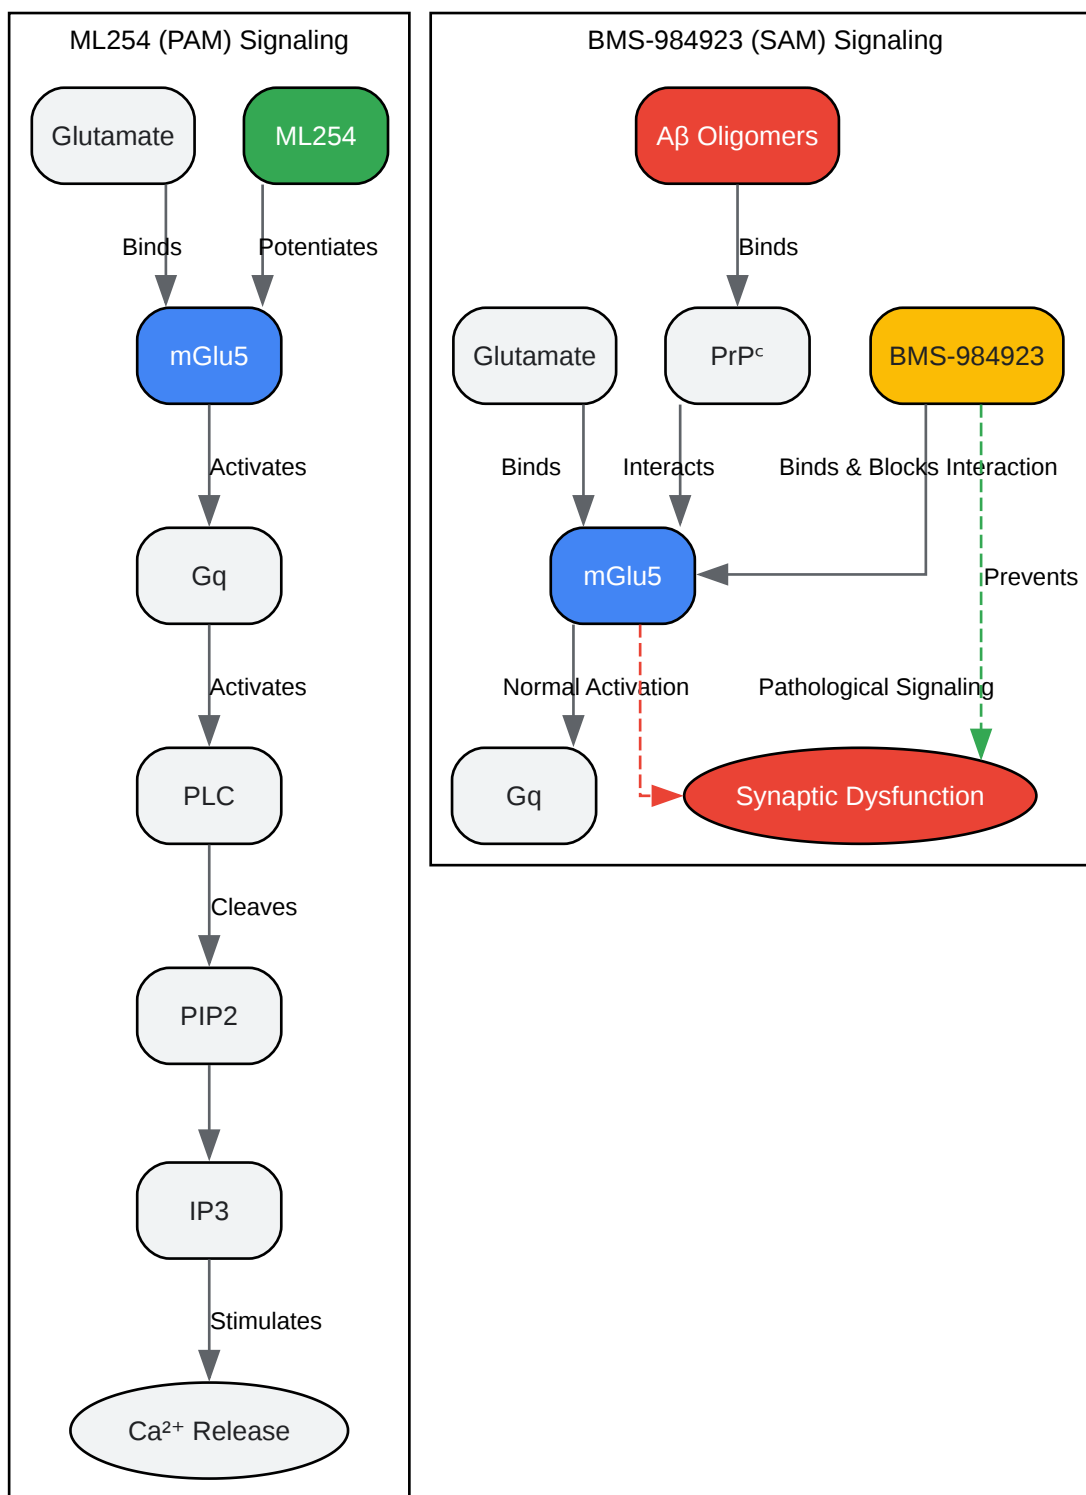 ML254 (PAM) Signaling
Glutamate
ML254
Binds
Potentiates
mGlu5
Activates
Gq
Activates
PLC
Cleaves
PIP2
IP3
Stimulates
Ca²⁺ Release
BMS-984923 (SAM) Signaling
Aβ Oligomers
Binds
Glutamate
PrPᶜ
BMS-984923
Binds
Interacts
Binds & Blocks Interaction
mGlu5
Prevents
Normal Activation
Pathological Signaling
Gq
Synaptic Dysfunction